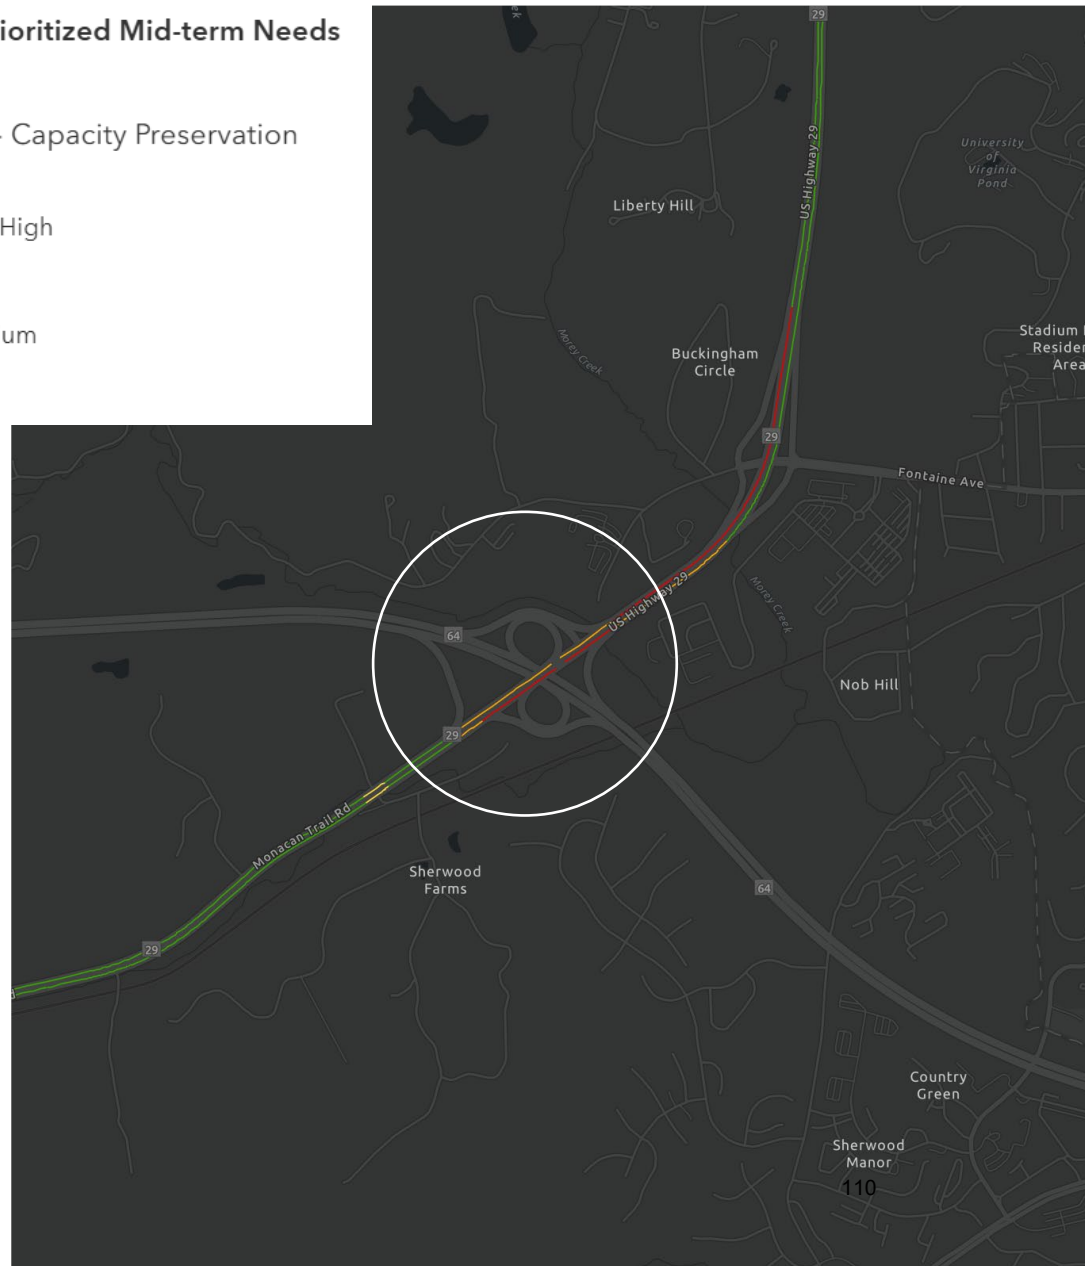 ioritized Mid-term Needs
Capacity Preservation
High
um
29
University
of
Virginia
Pond
US Highway 29
Liberty Hill
Stadium
Reside
Area
Morey Creek
Buckingham
Circle
29
Fontaine Ave
US Highway 29
Morey Creek
64
Nob Hill
29
Monacan Trail Rd
Sherwood
Farms
64
29
Country
Green
Sherwood
Manor
110